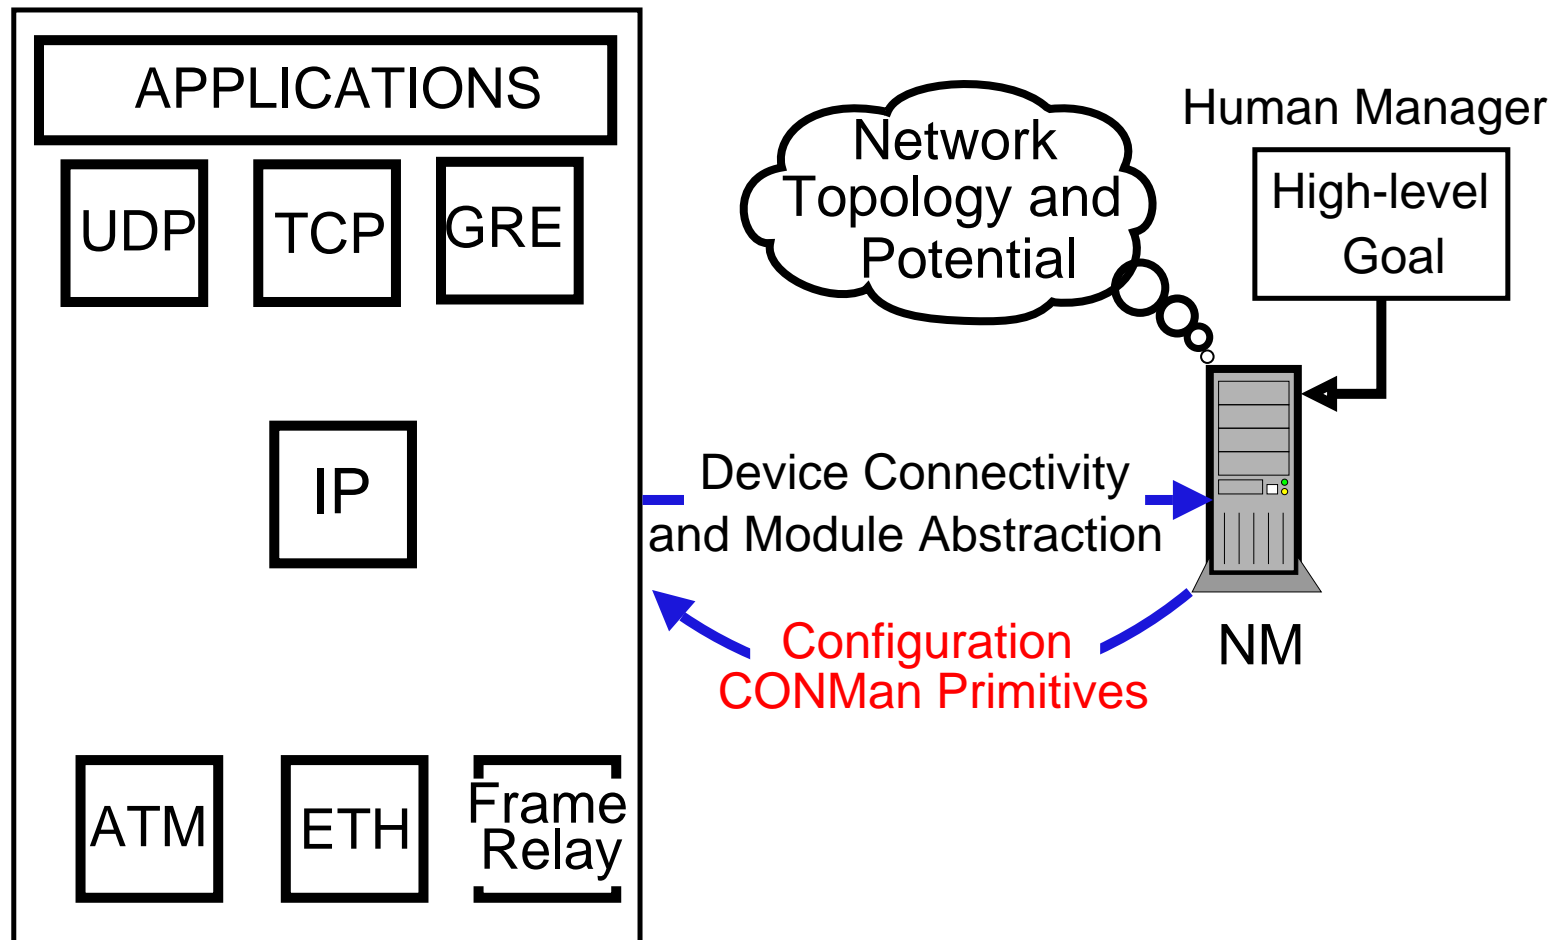 APPLICATIONS
UDP
TCP
GRE
IP
ATM
ETH
Frame
Relay
Network
Topology and
Potential
Human Manager
High-level
Goal
Device Connectivity
and Module Abstraction
Configuration
CONMan Primitives
NM